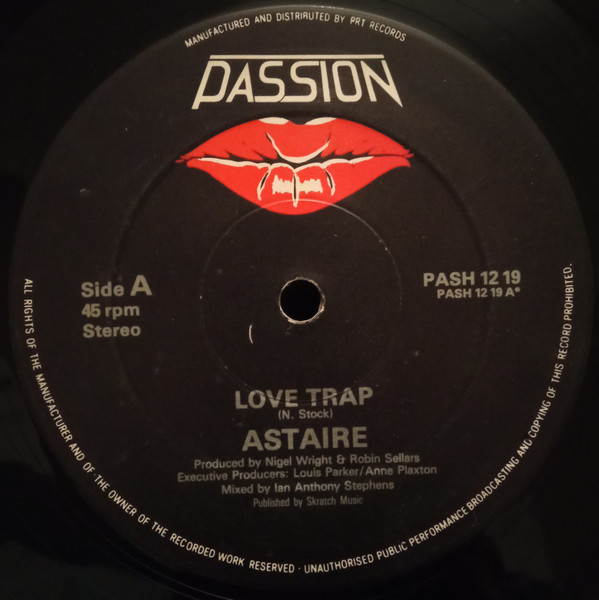 MANUFACTURED AND DISTRIBUTED BY PRT RECORDS
PASSION
Side A
45 rpm
Stereo
PASH 12 19
PASH 12 19 A*
LOVE TRAP
(N. Stock)
ASTAIRE
Produced by Nigel Wright & Robin Sellars
Executive Producers: Louis Parker/Anne Plaxton
Mixed by Ian Anthony Stephens
Published by Skratch Music
ALL RIGHTS OF THE MANUFACTURER AND OF THE OWNER OF THE RECORDED WORK RESERVED · UNAUTHORISED PUBLIC PERFORMANCE BROADCASTING AND COPYING OF THIS RECORD PROHIBITED.